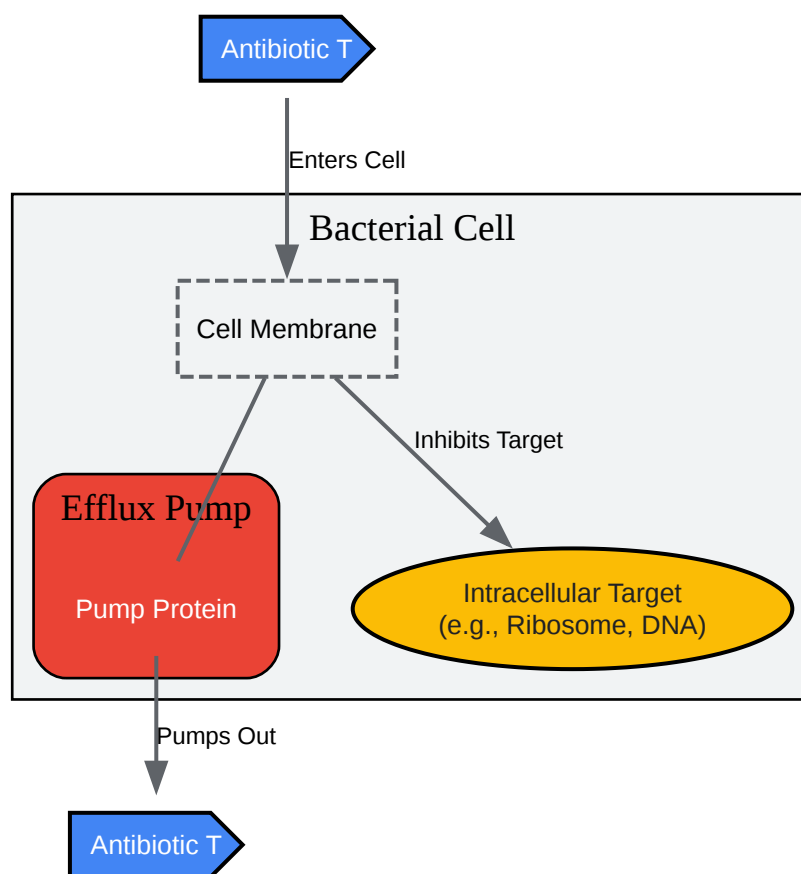 Antibiotic T
Enters Cell
Bacterial Cell
Cell Membrane
Inhibits Target
Efflux Pump
Pump Protein
Intracellular Target
(e.g., Ribosome, DNA)
Pumps Out
Antibiotic T